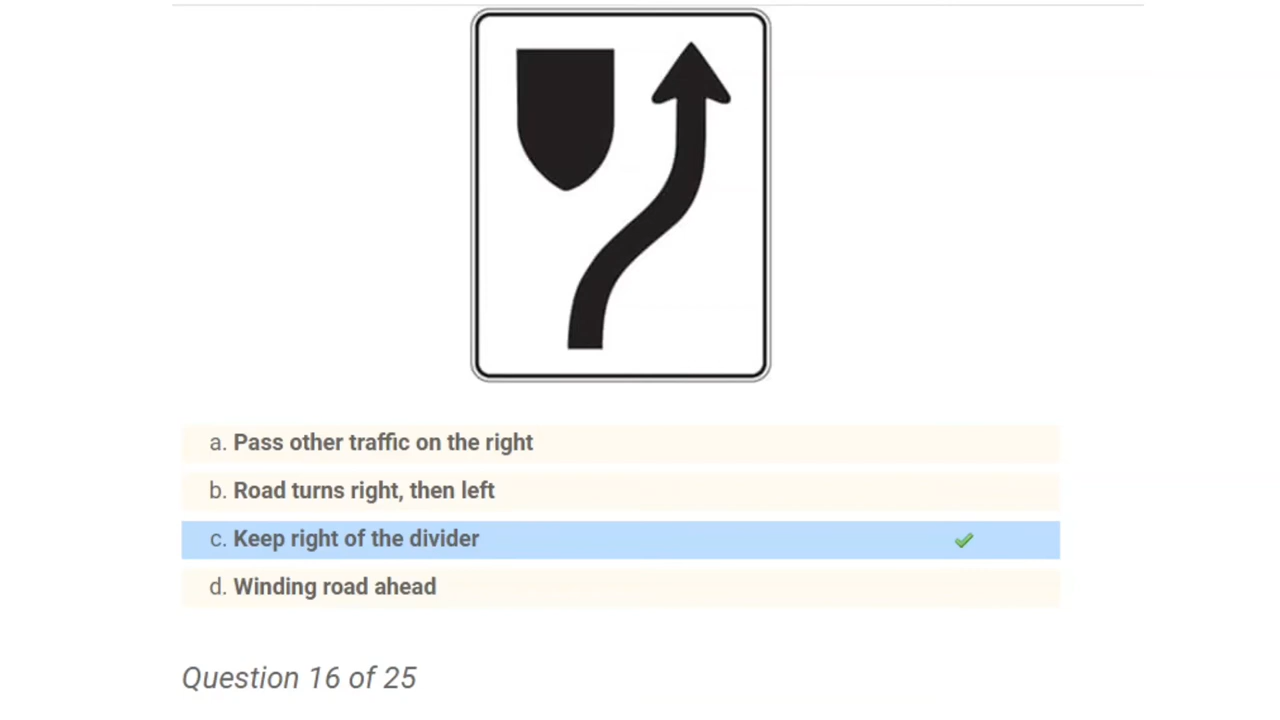 a. Pass other traffic on the right
b. Road turns right, then left
c. Keep right of the divider
d. Winding road ahead
Question 16 of 25